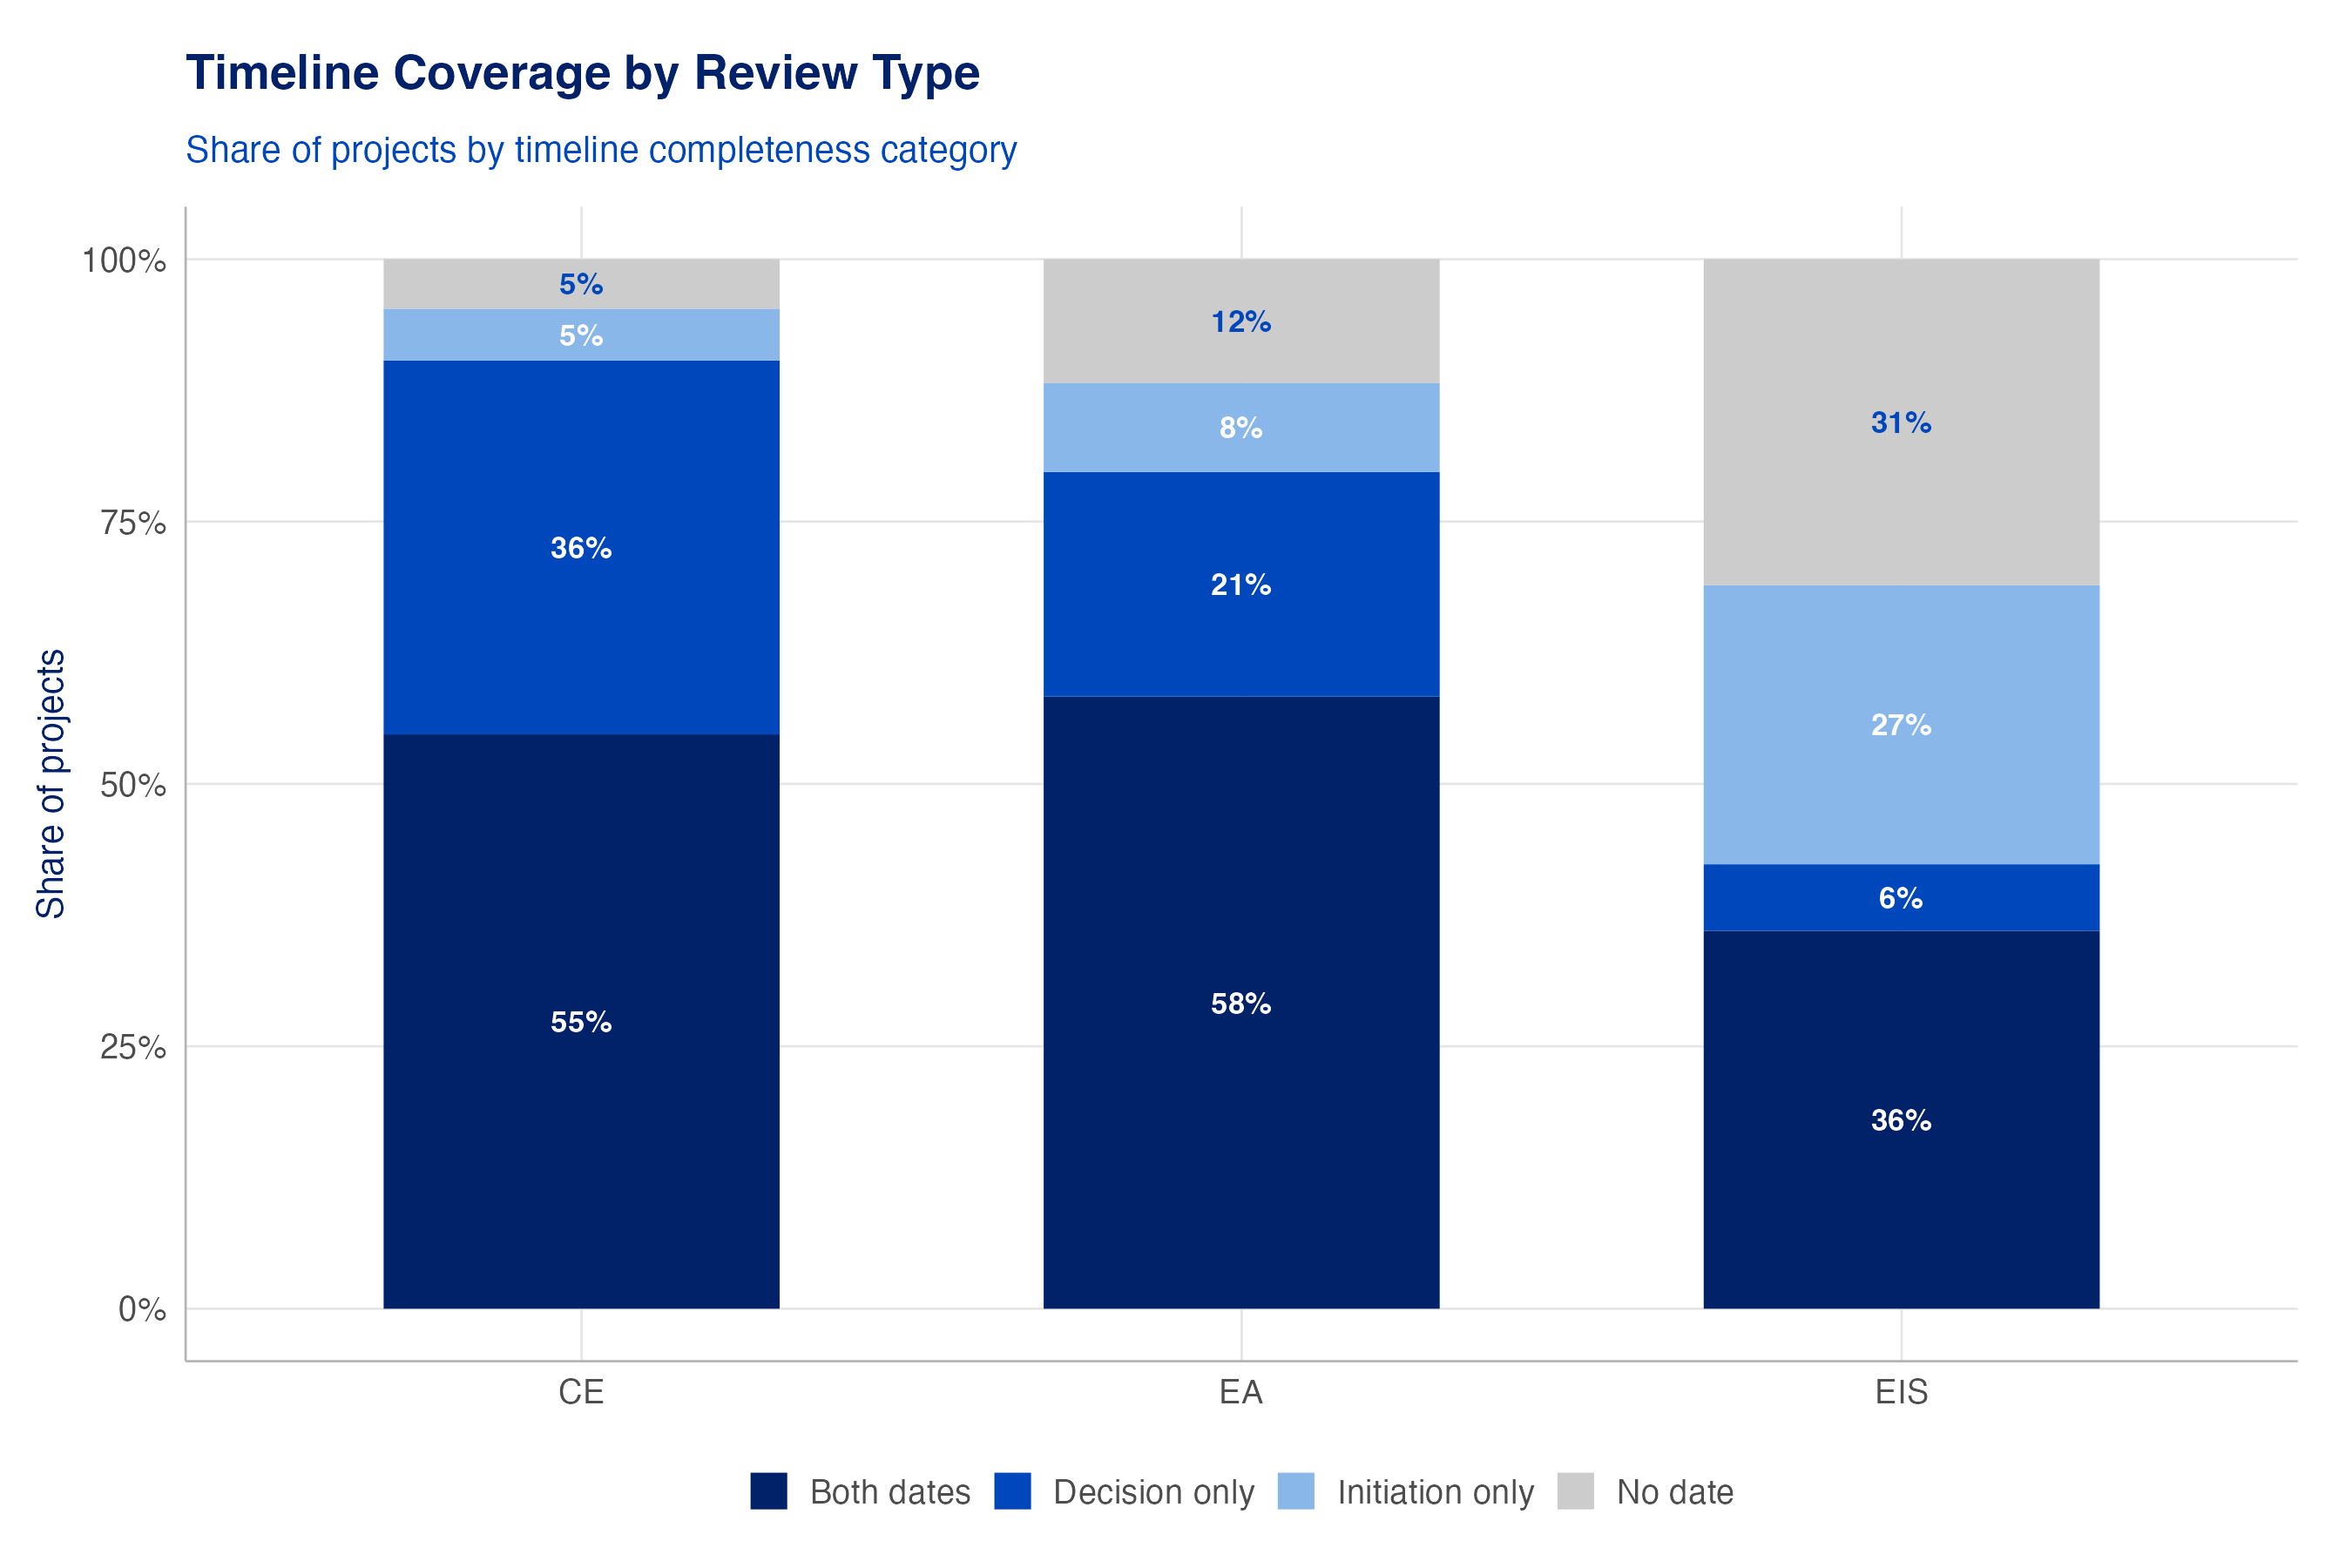 Timeline Coverage by Review Type
Share of projects by timeline completeness category
Share of projects
100%
75%
50%
25%
0%
5%
5%
36%
55%
12%
8%
21%
58%
31%
27%
6%
36%
CE
EA
EIS
Both dates
Decision only
Initiation only
No date